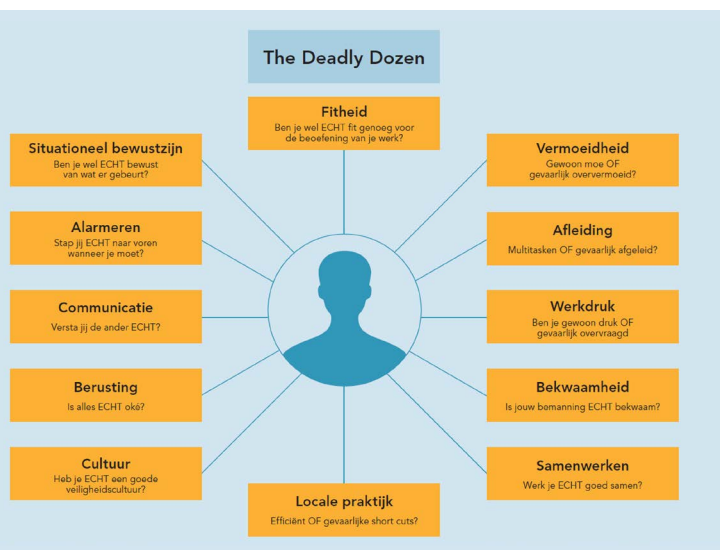 The Deadly Dozen
Fitheid
Ben je wel ECHT fit genoeg voor
de beoefening van je werk?
Situationeel bewustzijn
Ben je wel ECHT bewust
van wat er gebeurt?
Vermoeidheid
Gewoon moe OF
gevaarlijk oververmoeid?
Alarmeren
Stap jij ECHT naar voren
wanneer je moet?
Afleiding
Multitasken OF gevaarlijk afgeleid?
Communicatie
Versta jij de ander ECHT?
Werkdruk
Ben je gewoon druk OF
gevaarlijk overvraagd
Berusting
Is alles ECHT oké?
Bekwaamheid
Is jouw bemanning ECHT bekwaam?
Cultuur
Heb je ECHT een goede
veiligheidscultuur?
Samenwerken
Werk je ECHT goed samen?
Locale praktijk
Efficiënt OF gevaarlijke short cuts?